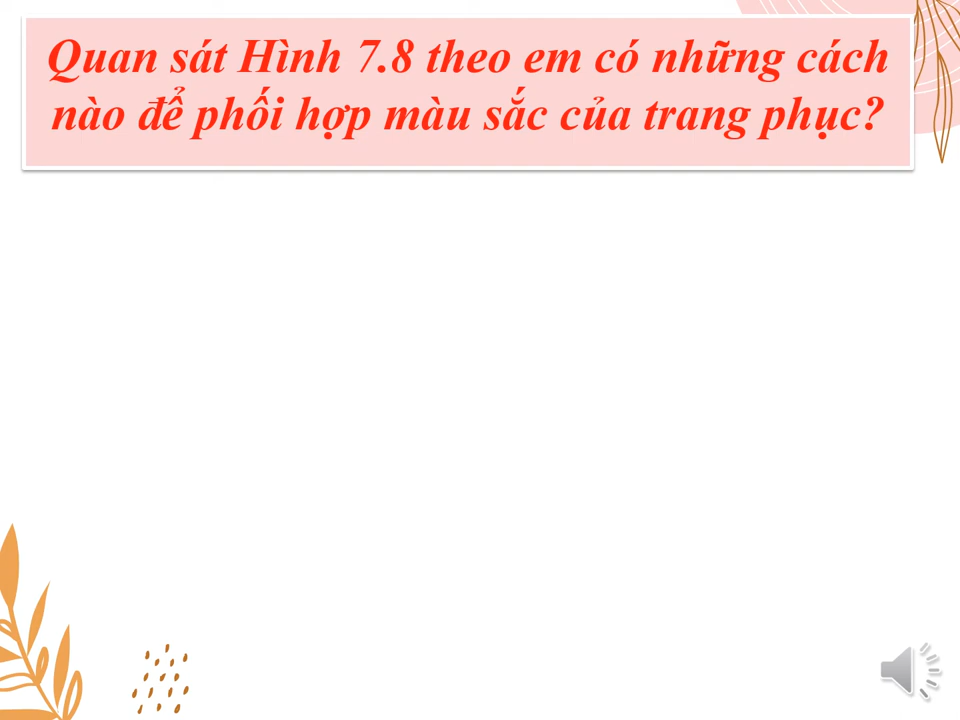 Quan sát Hình 7.8 theo em có những cách
nào để phối hợp màu sắc của trang phục?